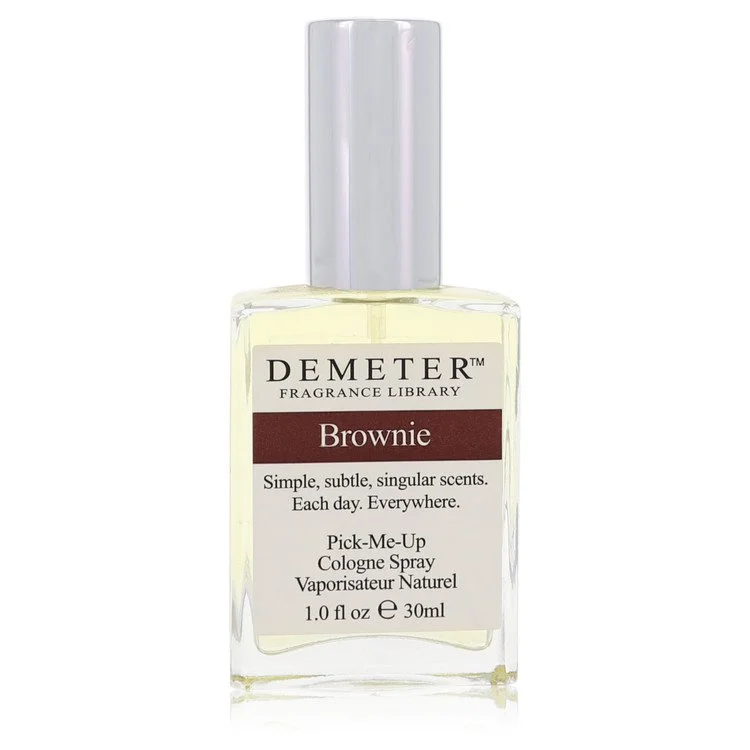 DEMETER™
FRAGRANCE LIBRARY
Brownie
Simple, subtle, singular scents.
Each day. Everywhere.
Pick-Me-Up
Cologne Spray
Vaporisateur Naturel
1.0 fl oz ℮ 30ml